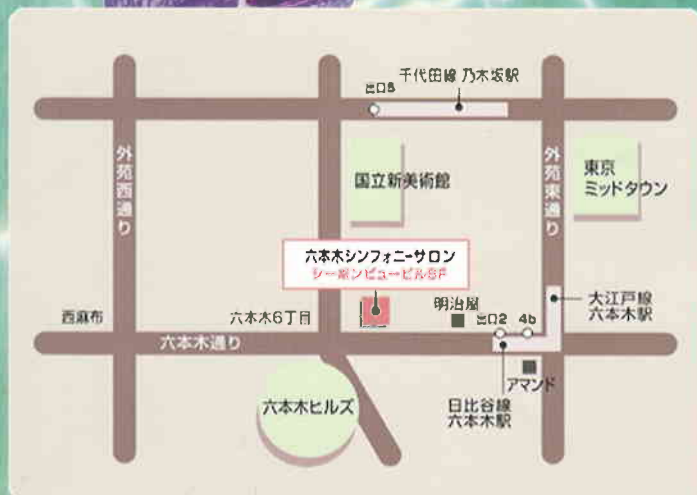 千代田線 乃木坂駅
出口5
外苑西通り
国立新美術館
外苑東通り
東京
ミッドタウン
六本木シンフォニーサロン
シーボンビュービル8F
西麻布
六本木6丁目
明治屋
出口2 4b
大江戸線
六本木駅
六本木通り
アマンド
六本木ヒルズ
日比谷線
六本木駅